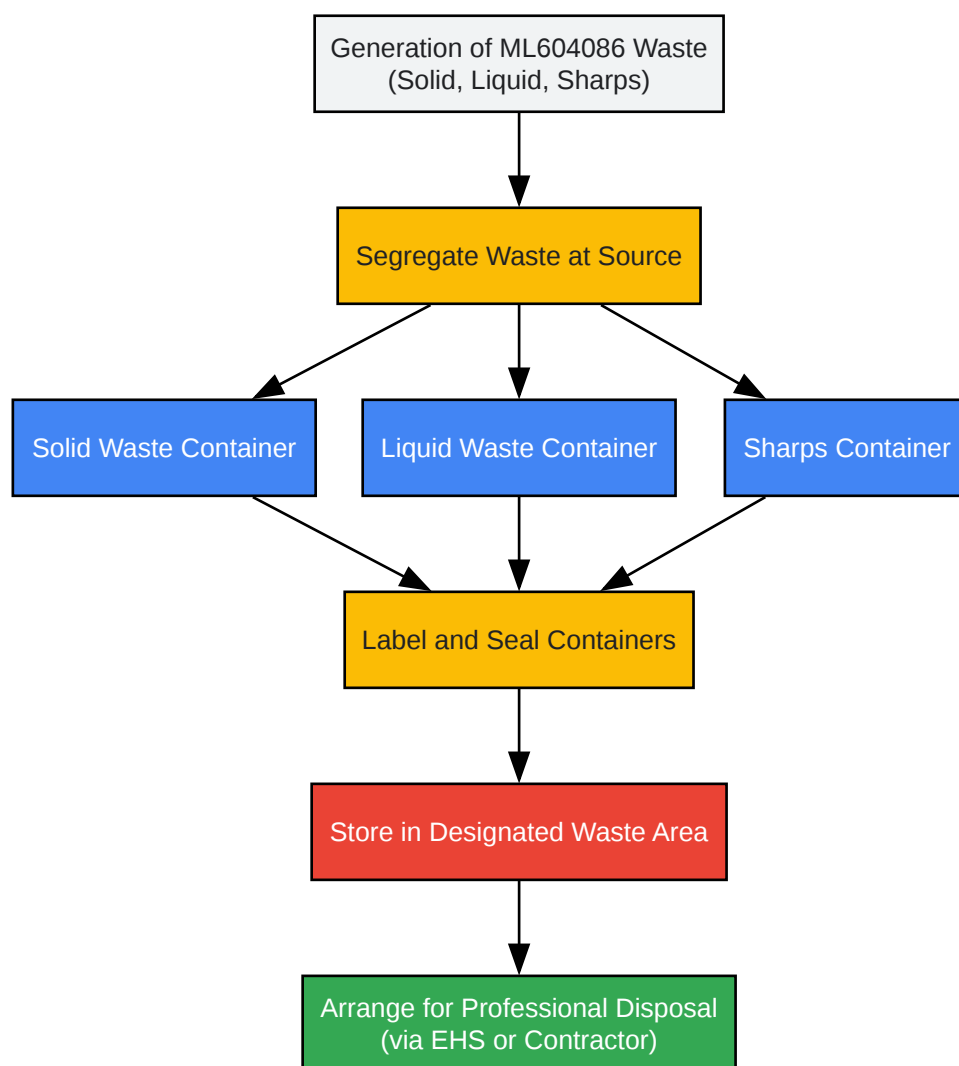 Generation of ML604086 Waste
(Solid, Liquid, Sharps)
Segregate Waste at Source
Solid Waste Container
Liquid Waste Container
Sharps Container
Label and Seal Containers
Store in Designated Waste Area
Arrange for Professional Disposal
(via EHS or Contractor)